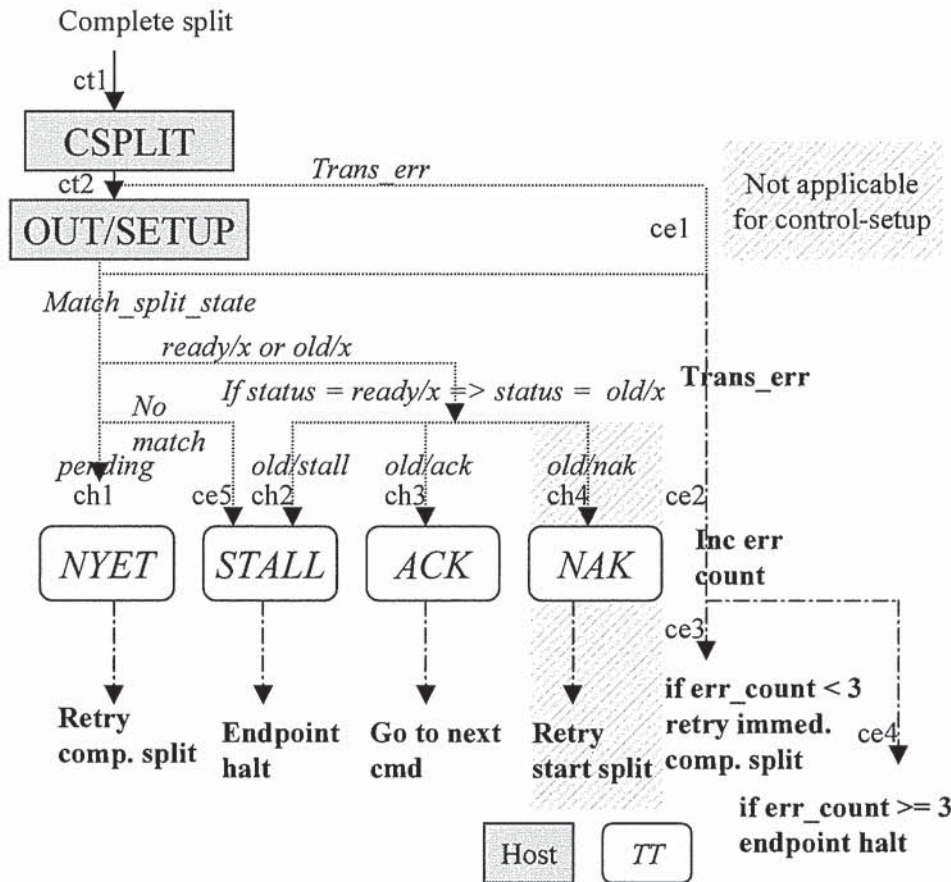 Complete split
ct1
CSPLIT
ct2
Trans_err
Not applicable
for control-setup
OUT/SETUP
ce1
Match_split_state
ready/x or old/x
Trans_err
If status = ready/x => status = old/x
No
match
pending
old/stall
old/ack
old/nak
ch1
ce5
ch2
ch3
ch4
ce2
NYET
STALL
ACK
NAK
Inc err
count
ce3
Retry
comp. split
Endpoint
halt
Go to next
cmd
Retry
start split
if err_count < 3
retry immed.
comp. split
ce4
if err_count >= 3
endpoint halt
Host
TT